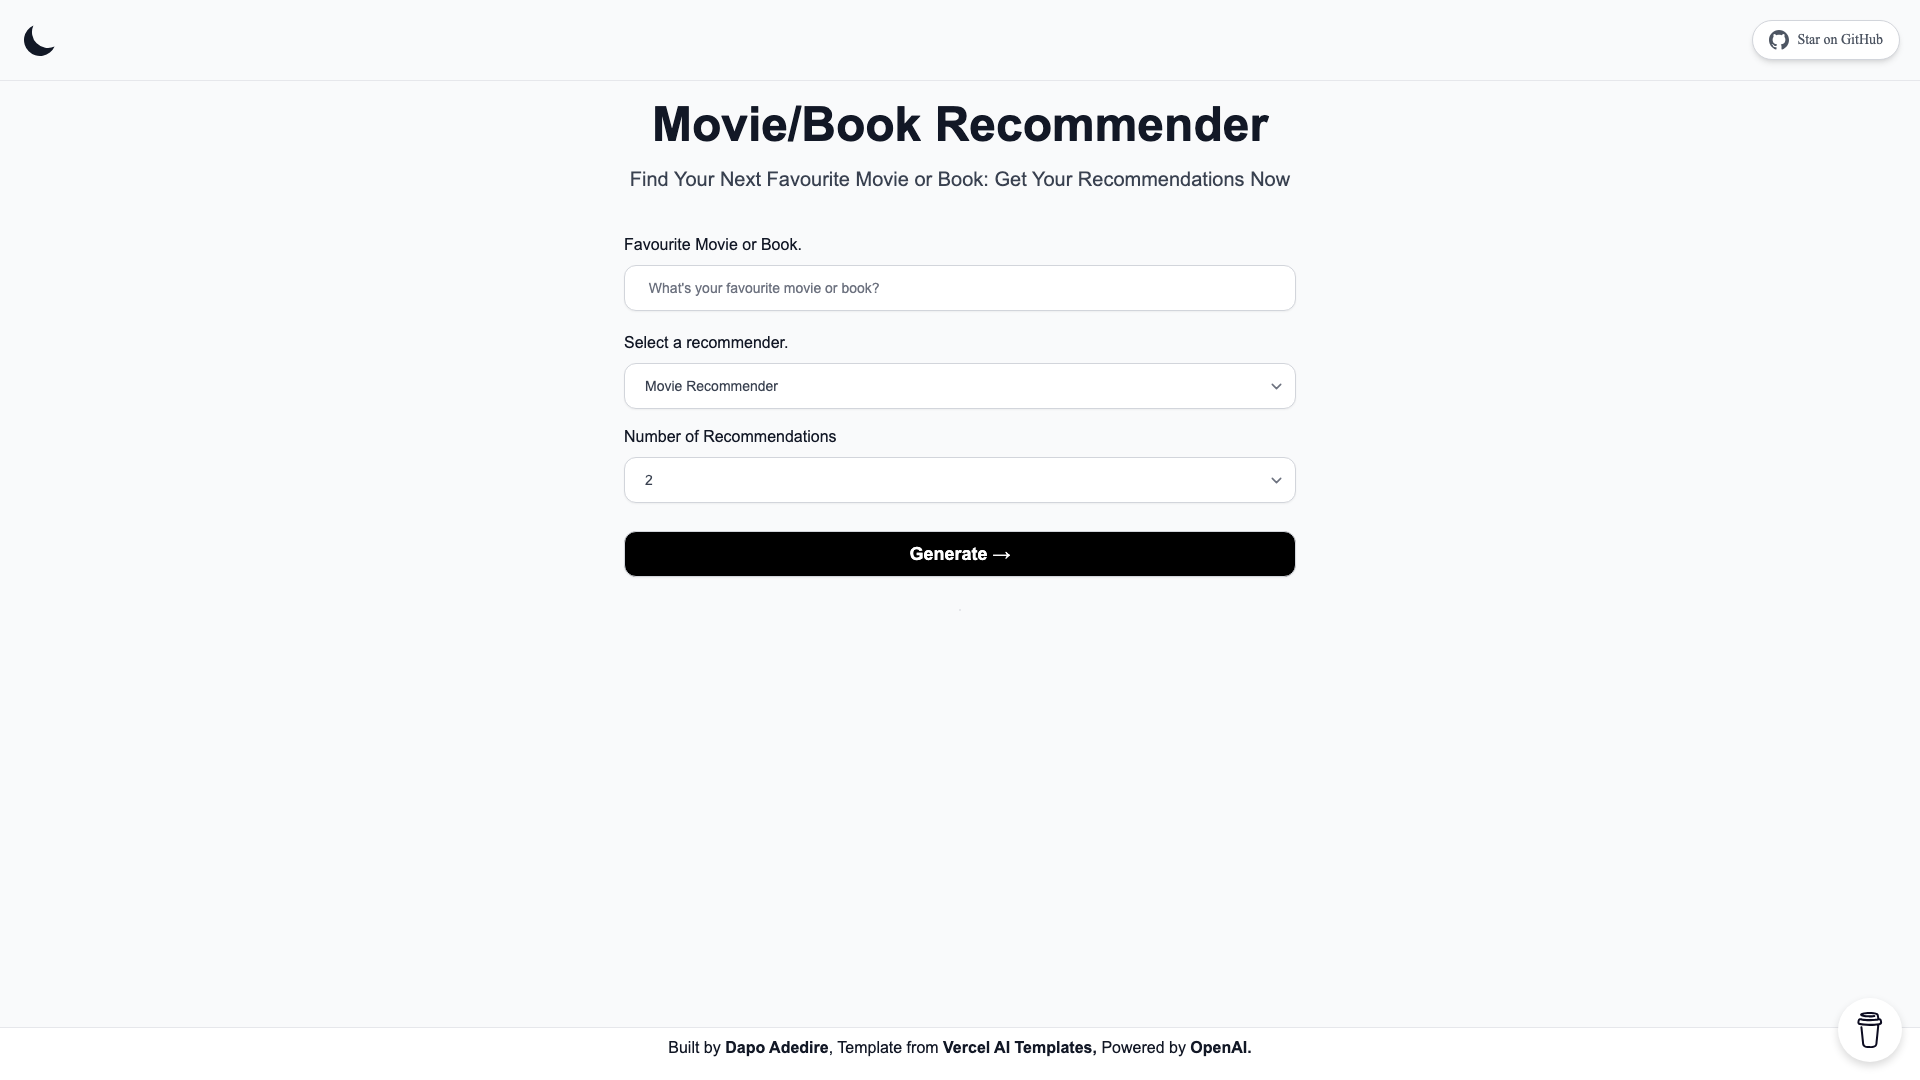 Star on GitHub
Movie/Book Recommender
Find Your Next Favourite Movie or Book: Get Your Recommendations Now
Favourite Movie or Book.
What's your favourite movie or book?
Select a recommender.
Movie Recommender
Number of Recommendations
2
Generate →
Built by Dapo Adedire, Template from Vercel AI Templates, Powered by OpenAI.